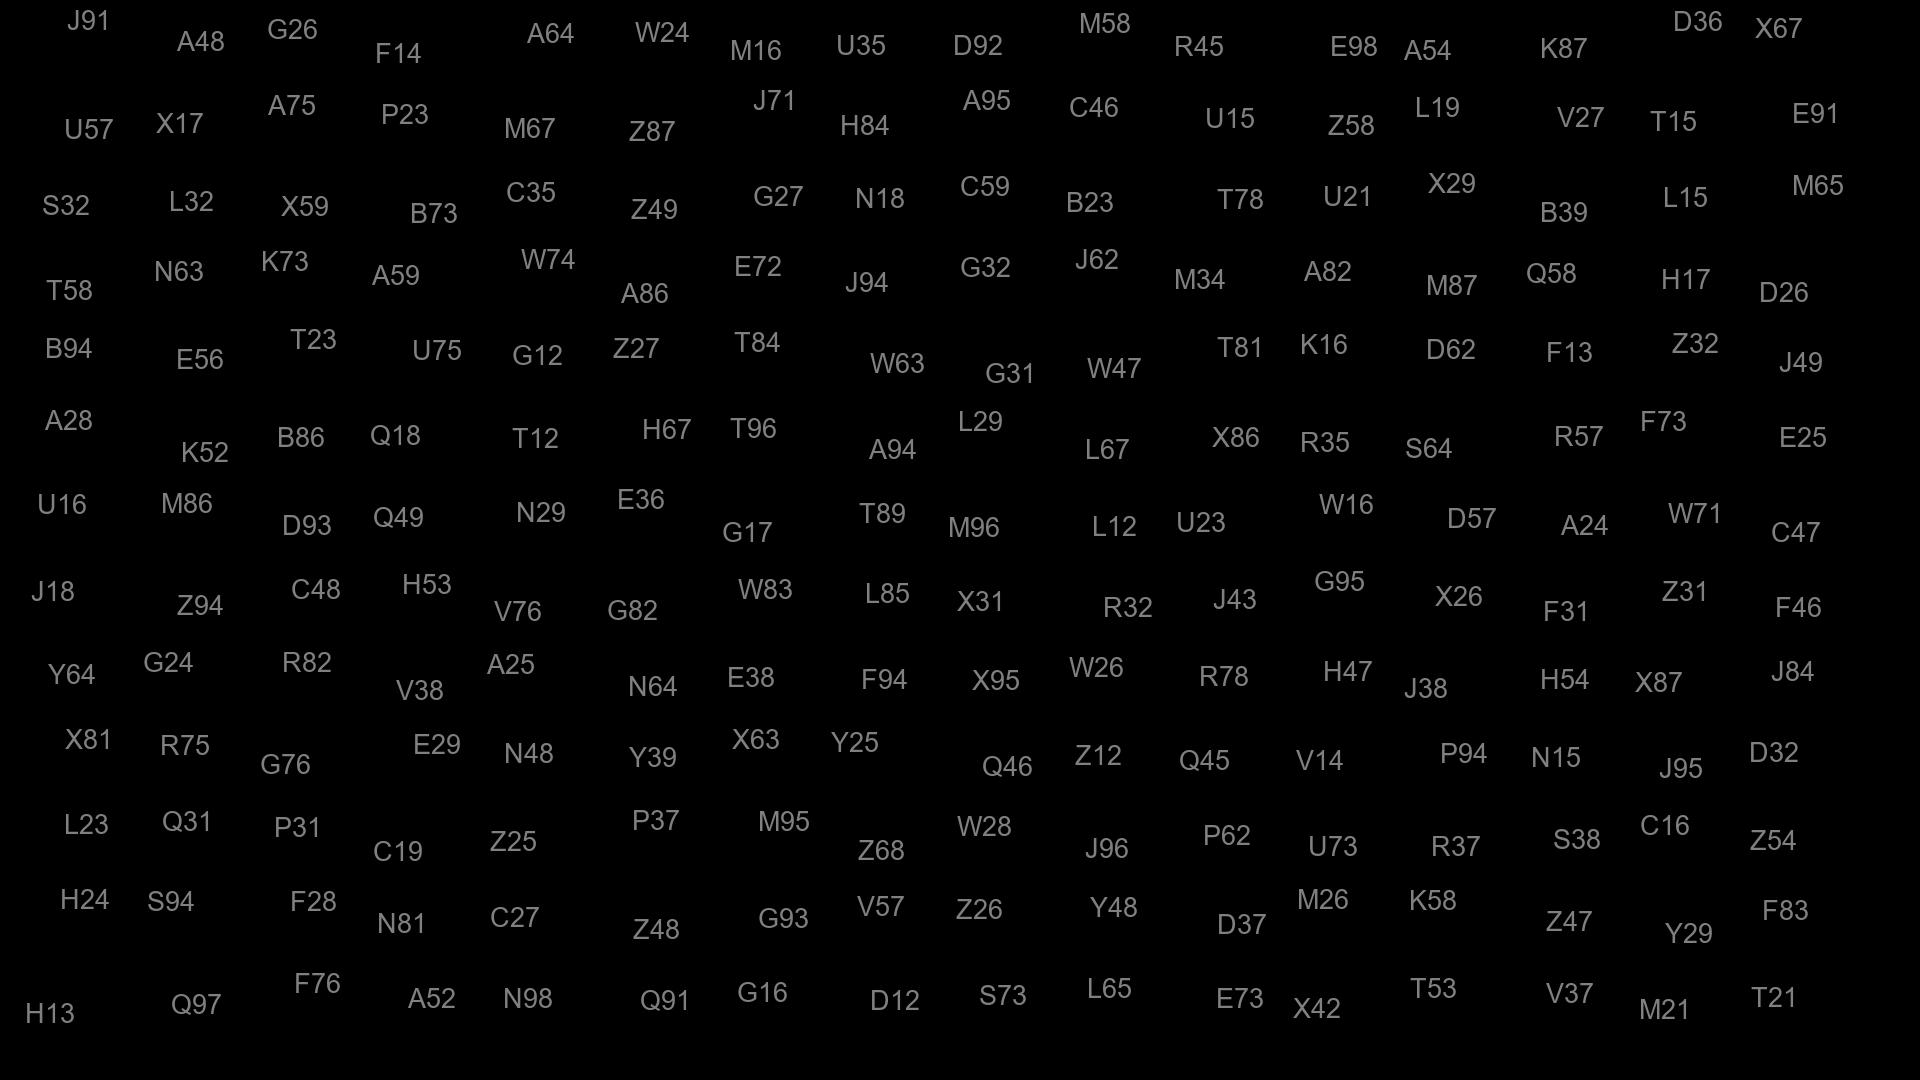 J91 A48 G26 F14 A64 W24 M16 U35 D92 M58 R45 E98 A54 K87 D36 X67
U57 X17 A75 P23 M67 Z87 J71 H84 A95 C46 U15 Z58 L19 V27 T15 E91
S32 L32 X59 B73 C35 Z49 G27 N18 C59 B23 T78 U21 X29 B39 L15 M65
T58 N63 K73 A59 W74 A86 E72 J94 G32 J62 M34 A82 M87 Q58 H17 D26
B94 E56 T23 U75 G12 Z27 T84 W63 G31 W47 T81 K16 D62 F13 Z32 J49
A28 K52 B86 Q18 T12 H67 T96 A94 L29 L67 X86 R35 S64 R57 F73 E25
U16 M86 D93 Q49 N29 E36 G17 T89 M96 L12 U23 W16 D57 A24 W71 C47
J18 Z94 C48 H53 V76 G82 W83 L85 X31 R32 J43 G95 X26 F31 Z31 F46
Y64 G24 R82 V38 A25 N64 E38 F94 X95 W26 R78 H47 J38 H54 X87 J84
X81 R75 G76 E29 N48 Y39 X63 Y25 Q46 Z12 Q45 V14 P94 N15 J95 D32
L23 Q31 P31 C19 Z25 P37 M95 Z68 W28 J96 P62 U73 R37 S38 C16 Z54
H24 S94 F28 N81 C27 Z48 G93 V57 Z26 Y48 D37 M26 K58 Z47 Y29 F83
H13 Q97 F76 A52 N98 Q91 G16 D12 S73 L65 E73 X42 T53 V37 M21 T21